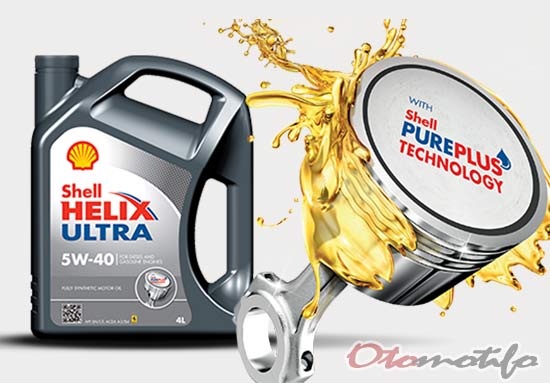 Shell
HELIX
ULTRA
5W-40
FOR DIESEL AND
GASOLINE ENGINES
FULLY SYNTHETIC MOTOR OIL
4L
WITH
Shell
PUREPLUS
TECHNOLOGY
Otomotifo